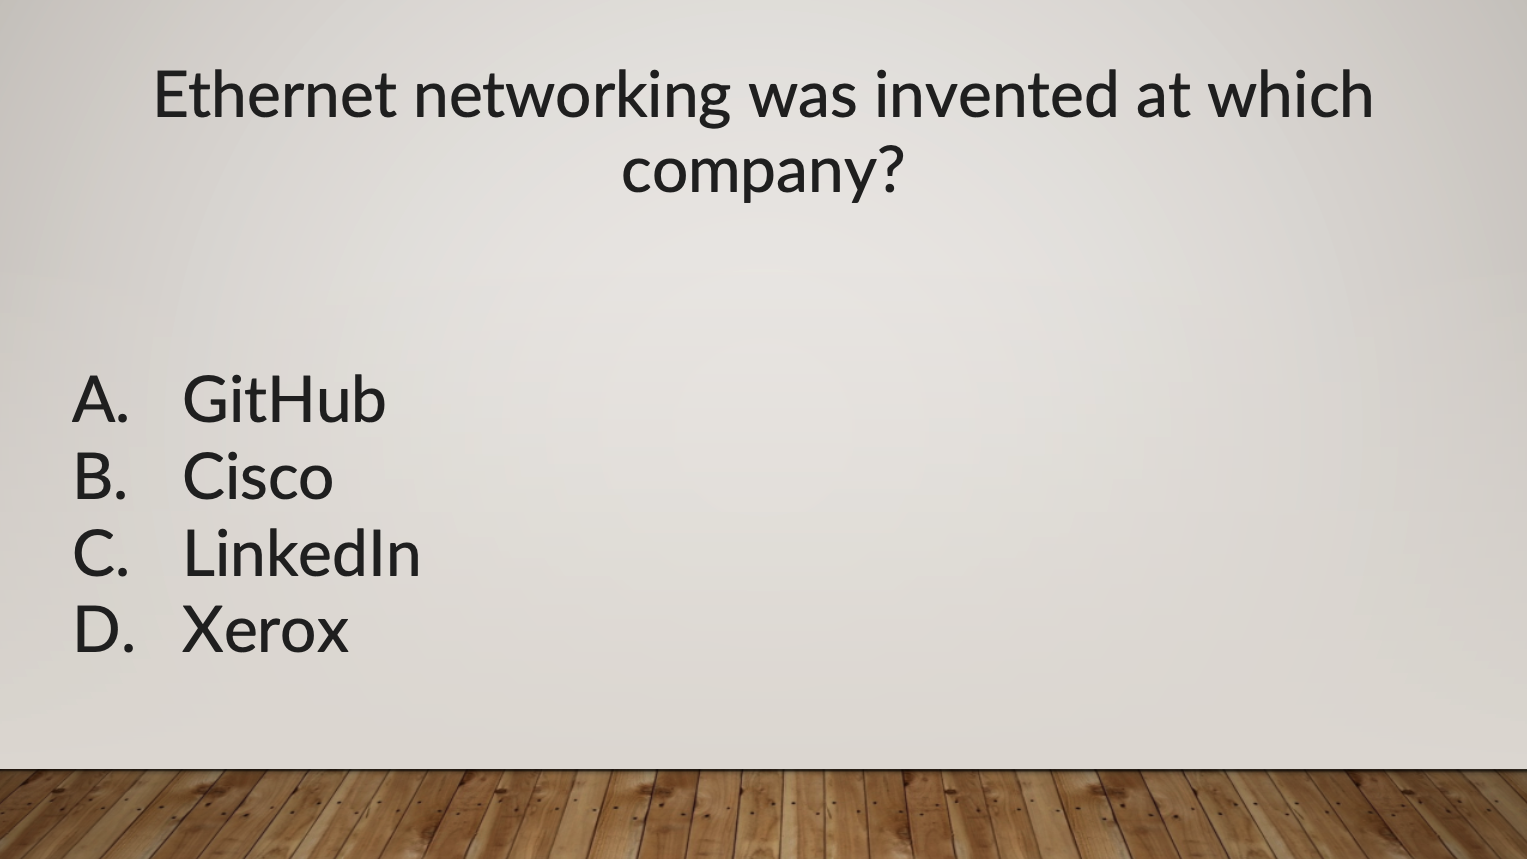 Ethernet networking was invented at which
company?
A. GitHub
B. Cisco
C. LinkedIn
D. Xerox